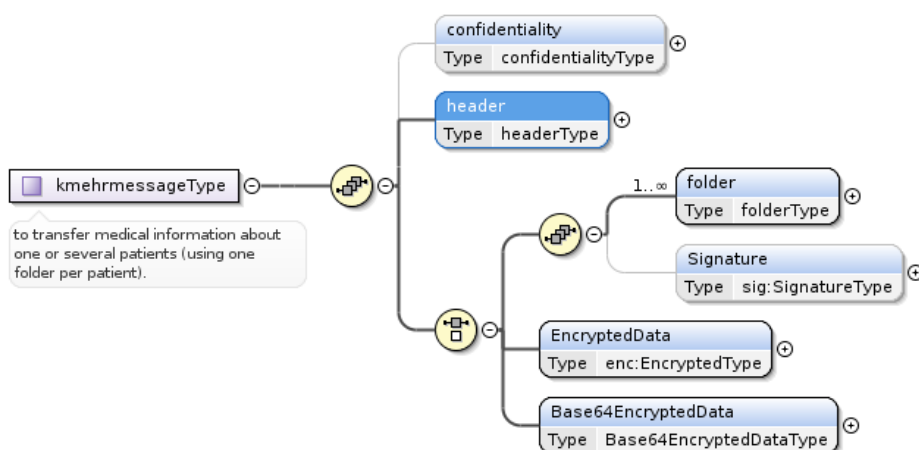 confidentiality
Type confidentialityType
header
Type headerType
kmehrmessageType
to transfer medical information about
one or several patients (using one
folder per patient).
1..∞
folder
Type folderType
Signature
Type sig:SignatureType
EncryptedData
Type enc:EncryptedType
Base64EncryptedData
Type Base64EncryptedDataType